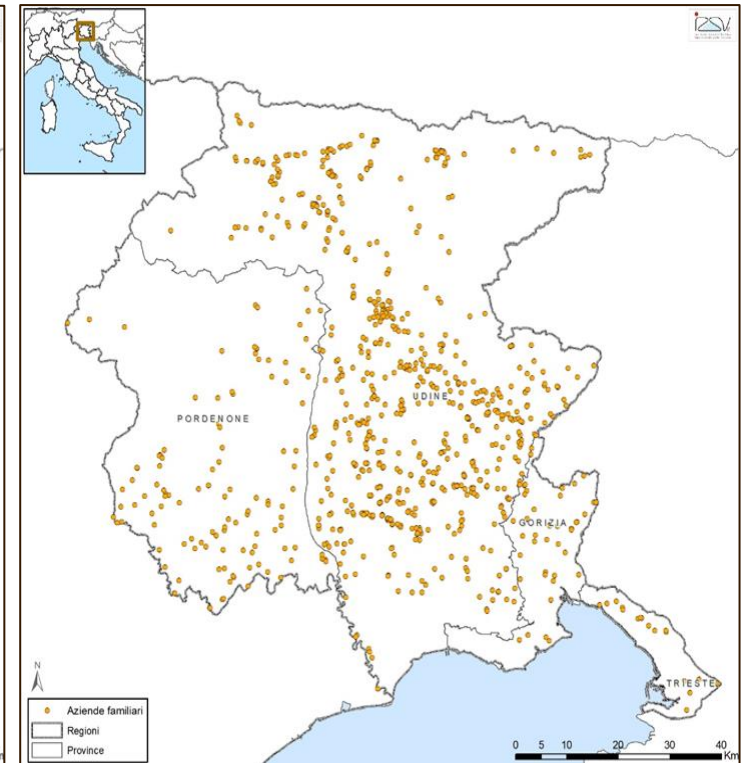 PORDENONE
UDINE
GORIZIA
TRIESTE
N
Aziende familiari
Regioni
Province
0 5 10 20 30 40
Km